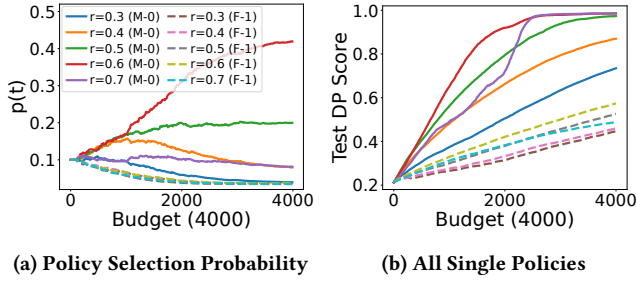 0.5
0.4
0.3
0.2
0.1
p(t)
r=0.3 (M-0) r=0.3 (F-1)
r=0.4 (M-0) r=0.4 (F-1)
r=0.5 (M-0) r=0.5 (F-1)
r=0.6 (M-0) r=0.6 (F-1)
r=0.7 (M-0) r=0.7 (F-1)
0 2000 4000
Budget (4000)
(a) Policy Selection Probability
1.0
0.8
0.6
0.4
0.2
Test DP Score
0 2000 4000
Budget (4000)
(b) All Single Policies